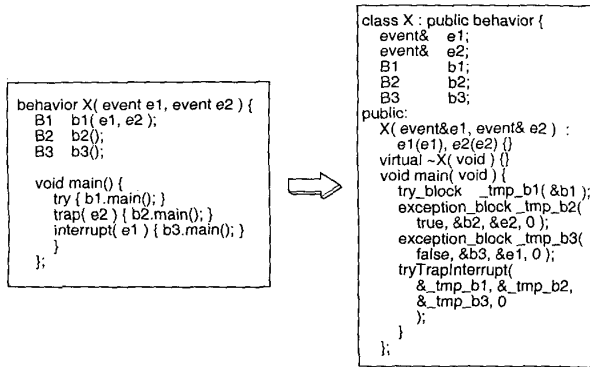 behavior X( event e1, event e2 ) {
B1 b1( e1, e2 );
B2 b2();
B3 b3();
void main() {
try { b1.main(); }
trap( e2 ) { b2.main(); }
interrupt( e1 ) { b3.main(); }
}
};
class X : public behavior {
event& e1;
event& e2;
B1 b1;
B2 b2;
B3 b3;
public:
X( event&e1, event& e2 ) :
e1(e1), e2(e2) {}
virtual ~X( void ) {}
void main( void ) {
try_block _tmp_b1( &b1 );
exception_block _tmp_b2(
true, &b2, &e2, 0 );
exception_block _tmp_b3(
false, &b3, &e1, 0 );
tryTrapInterrupt(
&_tmp_b1, &_tmp_b2,
&_tmp_b3, 0
);
}
};